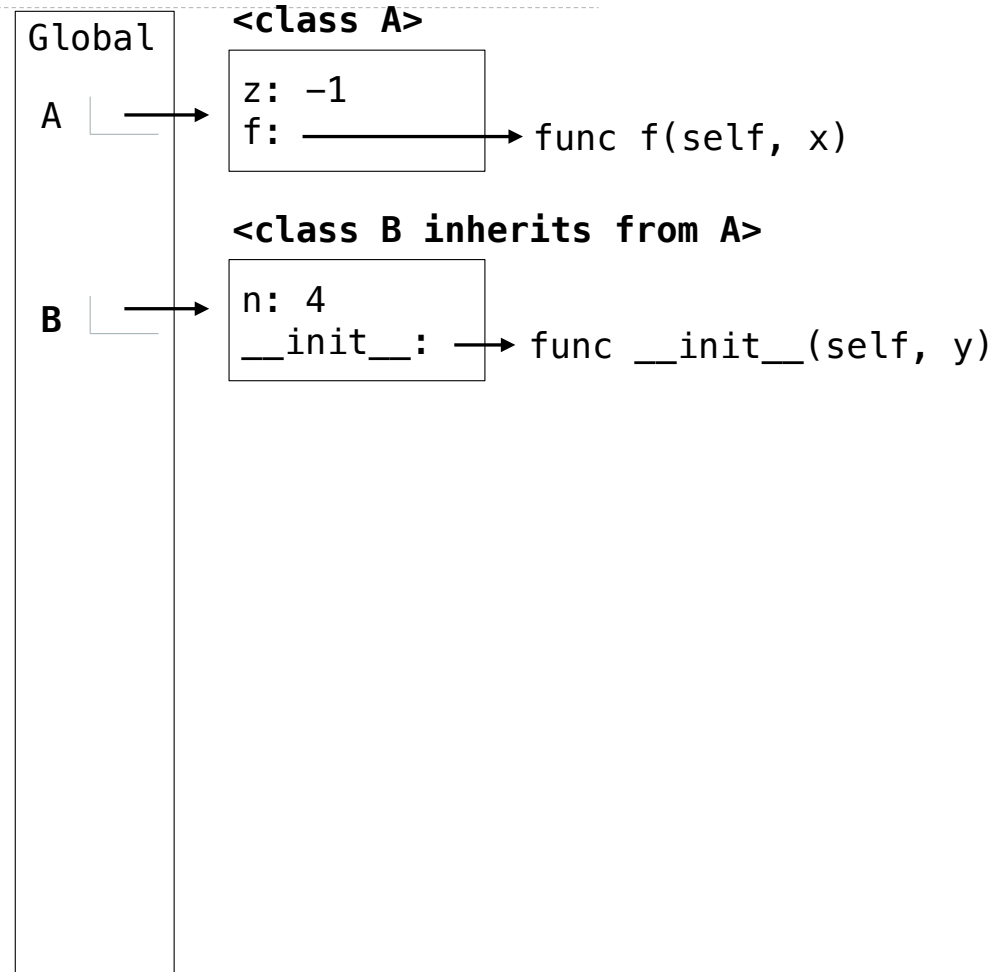 <class A>
Global
z: −1
A
f:
func f(self, x)
<class B inherits from A>
n: 4
B
__init__:
func __init__(self, y)